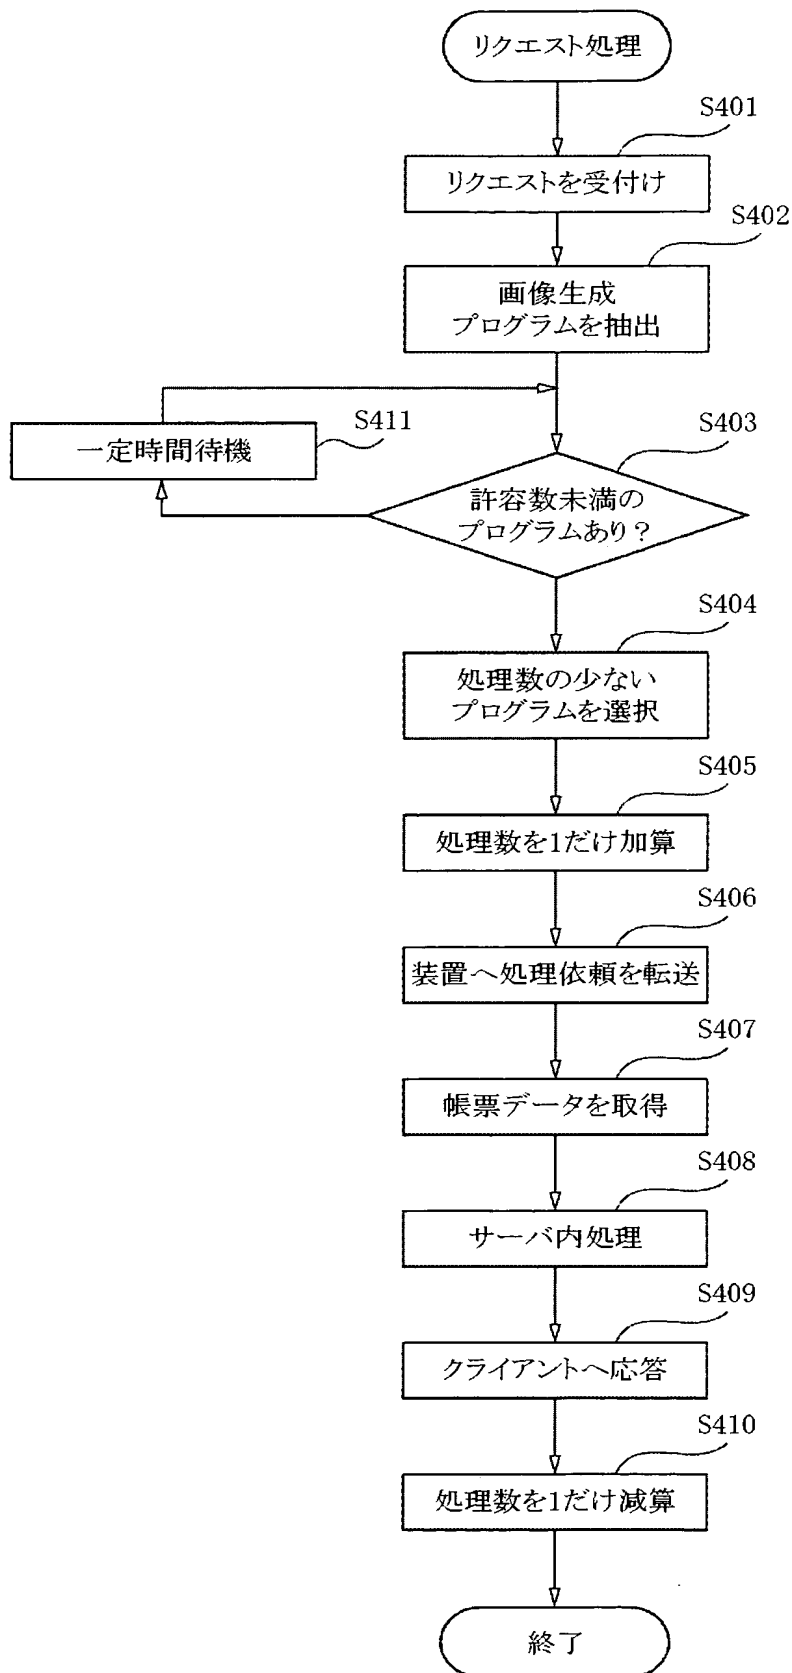 リクエスト処理
S401
リクエストを受付け
S402
画像生成
プログラムを抽出
S411
一定時間待機
S403
許容数未満の
プログラムあり?
S404
処理数の少ない
プログラムを選択
S405
処理数を1だけ加算
S406
装置へ処理依頼を転送
S407
帳票データを取得
S408
サーバ内処理
S409
クライアントへ応答
S410
処理数を1だけ減算
終了